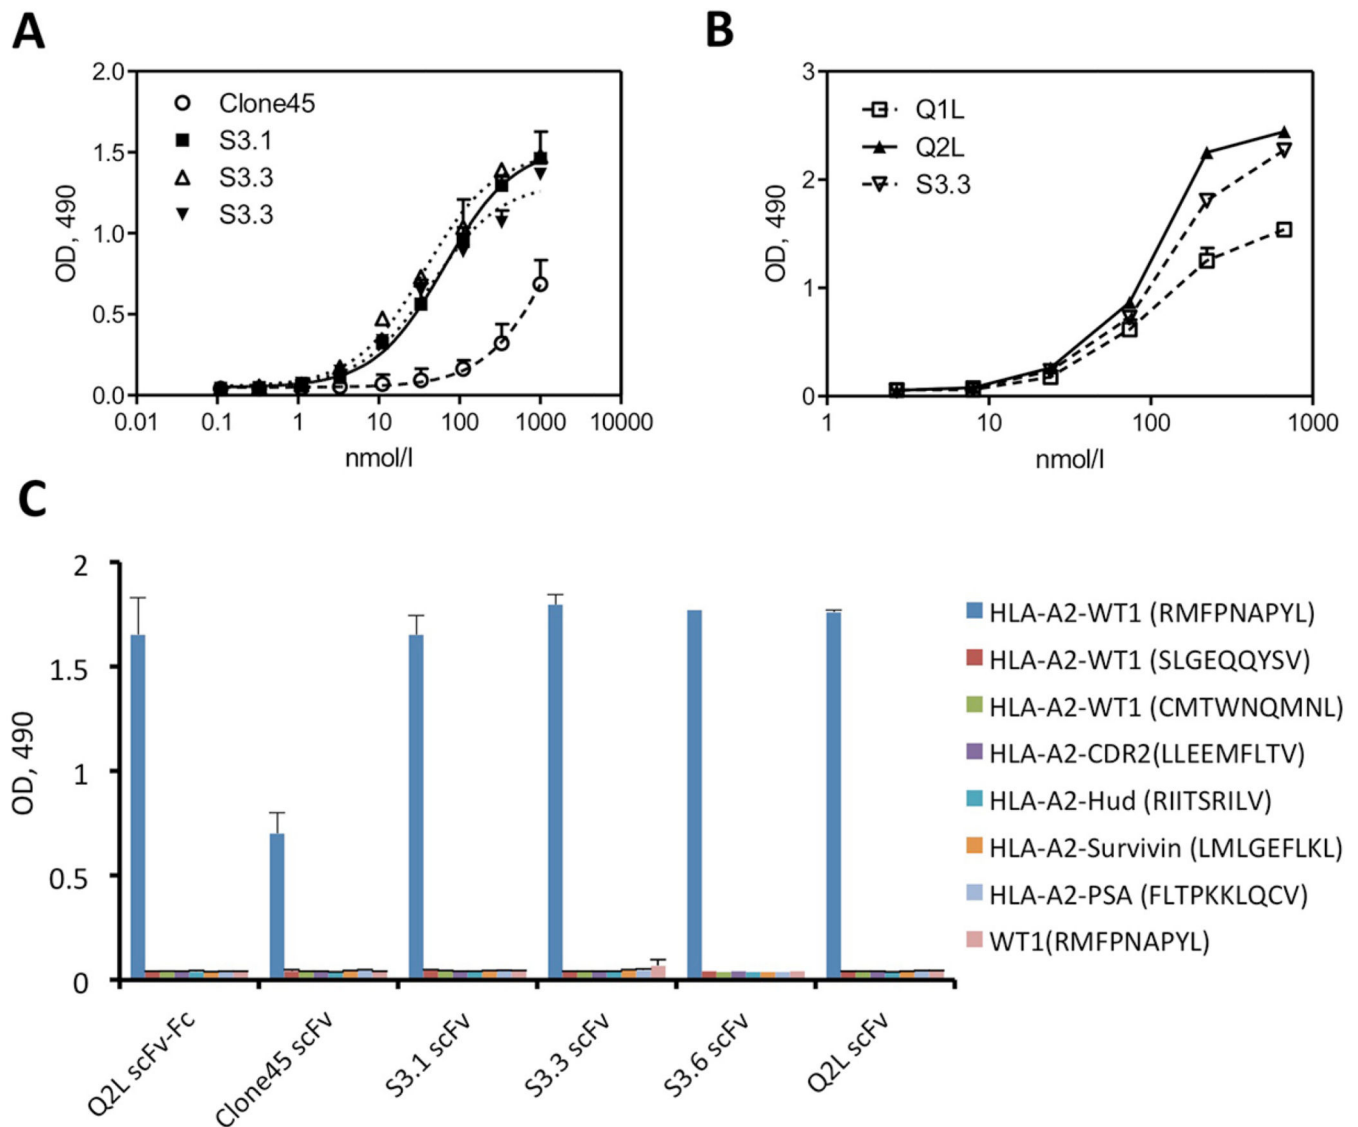 A
2.0
1.5
1.0
0.5
0.0
OD, 490
Clone45
S3.1
S3.3
S3.3
0.01 0.1 1 10 100 1000 10000
nmol/l
B
3
2
1
0
OD, 490
Q1L
Q2L
S3.3
1 10 100 1000
nmol/l
C
2
1.5
1
0.5
0
OD, 490
Q2L scFv-Fc
Clone45 scFv
S3.1 scFv
S3.3 scFv
S3.6 scFv
Q2L scFv
HLA-A2-WT1 (RMFPNAPYL)
HLA-A2-WT1 (SLGEQQYSV)
HLA-A2-WT1 (CMTWNQMNL)
HLA-A2-CDR2(LLEEMFLTV)
HLA-A2-Hud (RIITSRILV)
HLA-A2-Survivin (LMLGEFLKL)
HLA-A2-PSA (FLTPKKLQCV)
WT1(RMFPNAPYL)